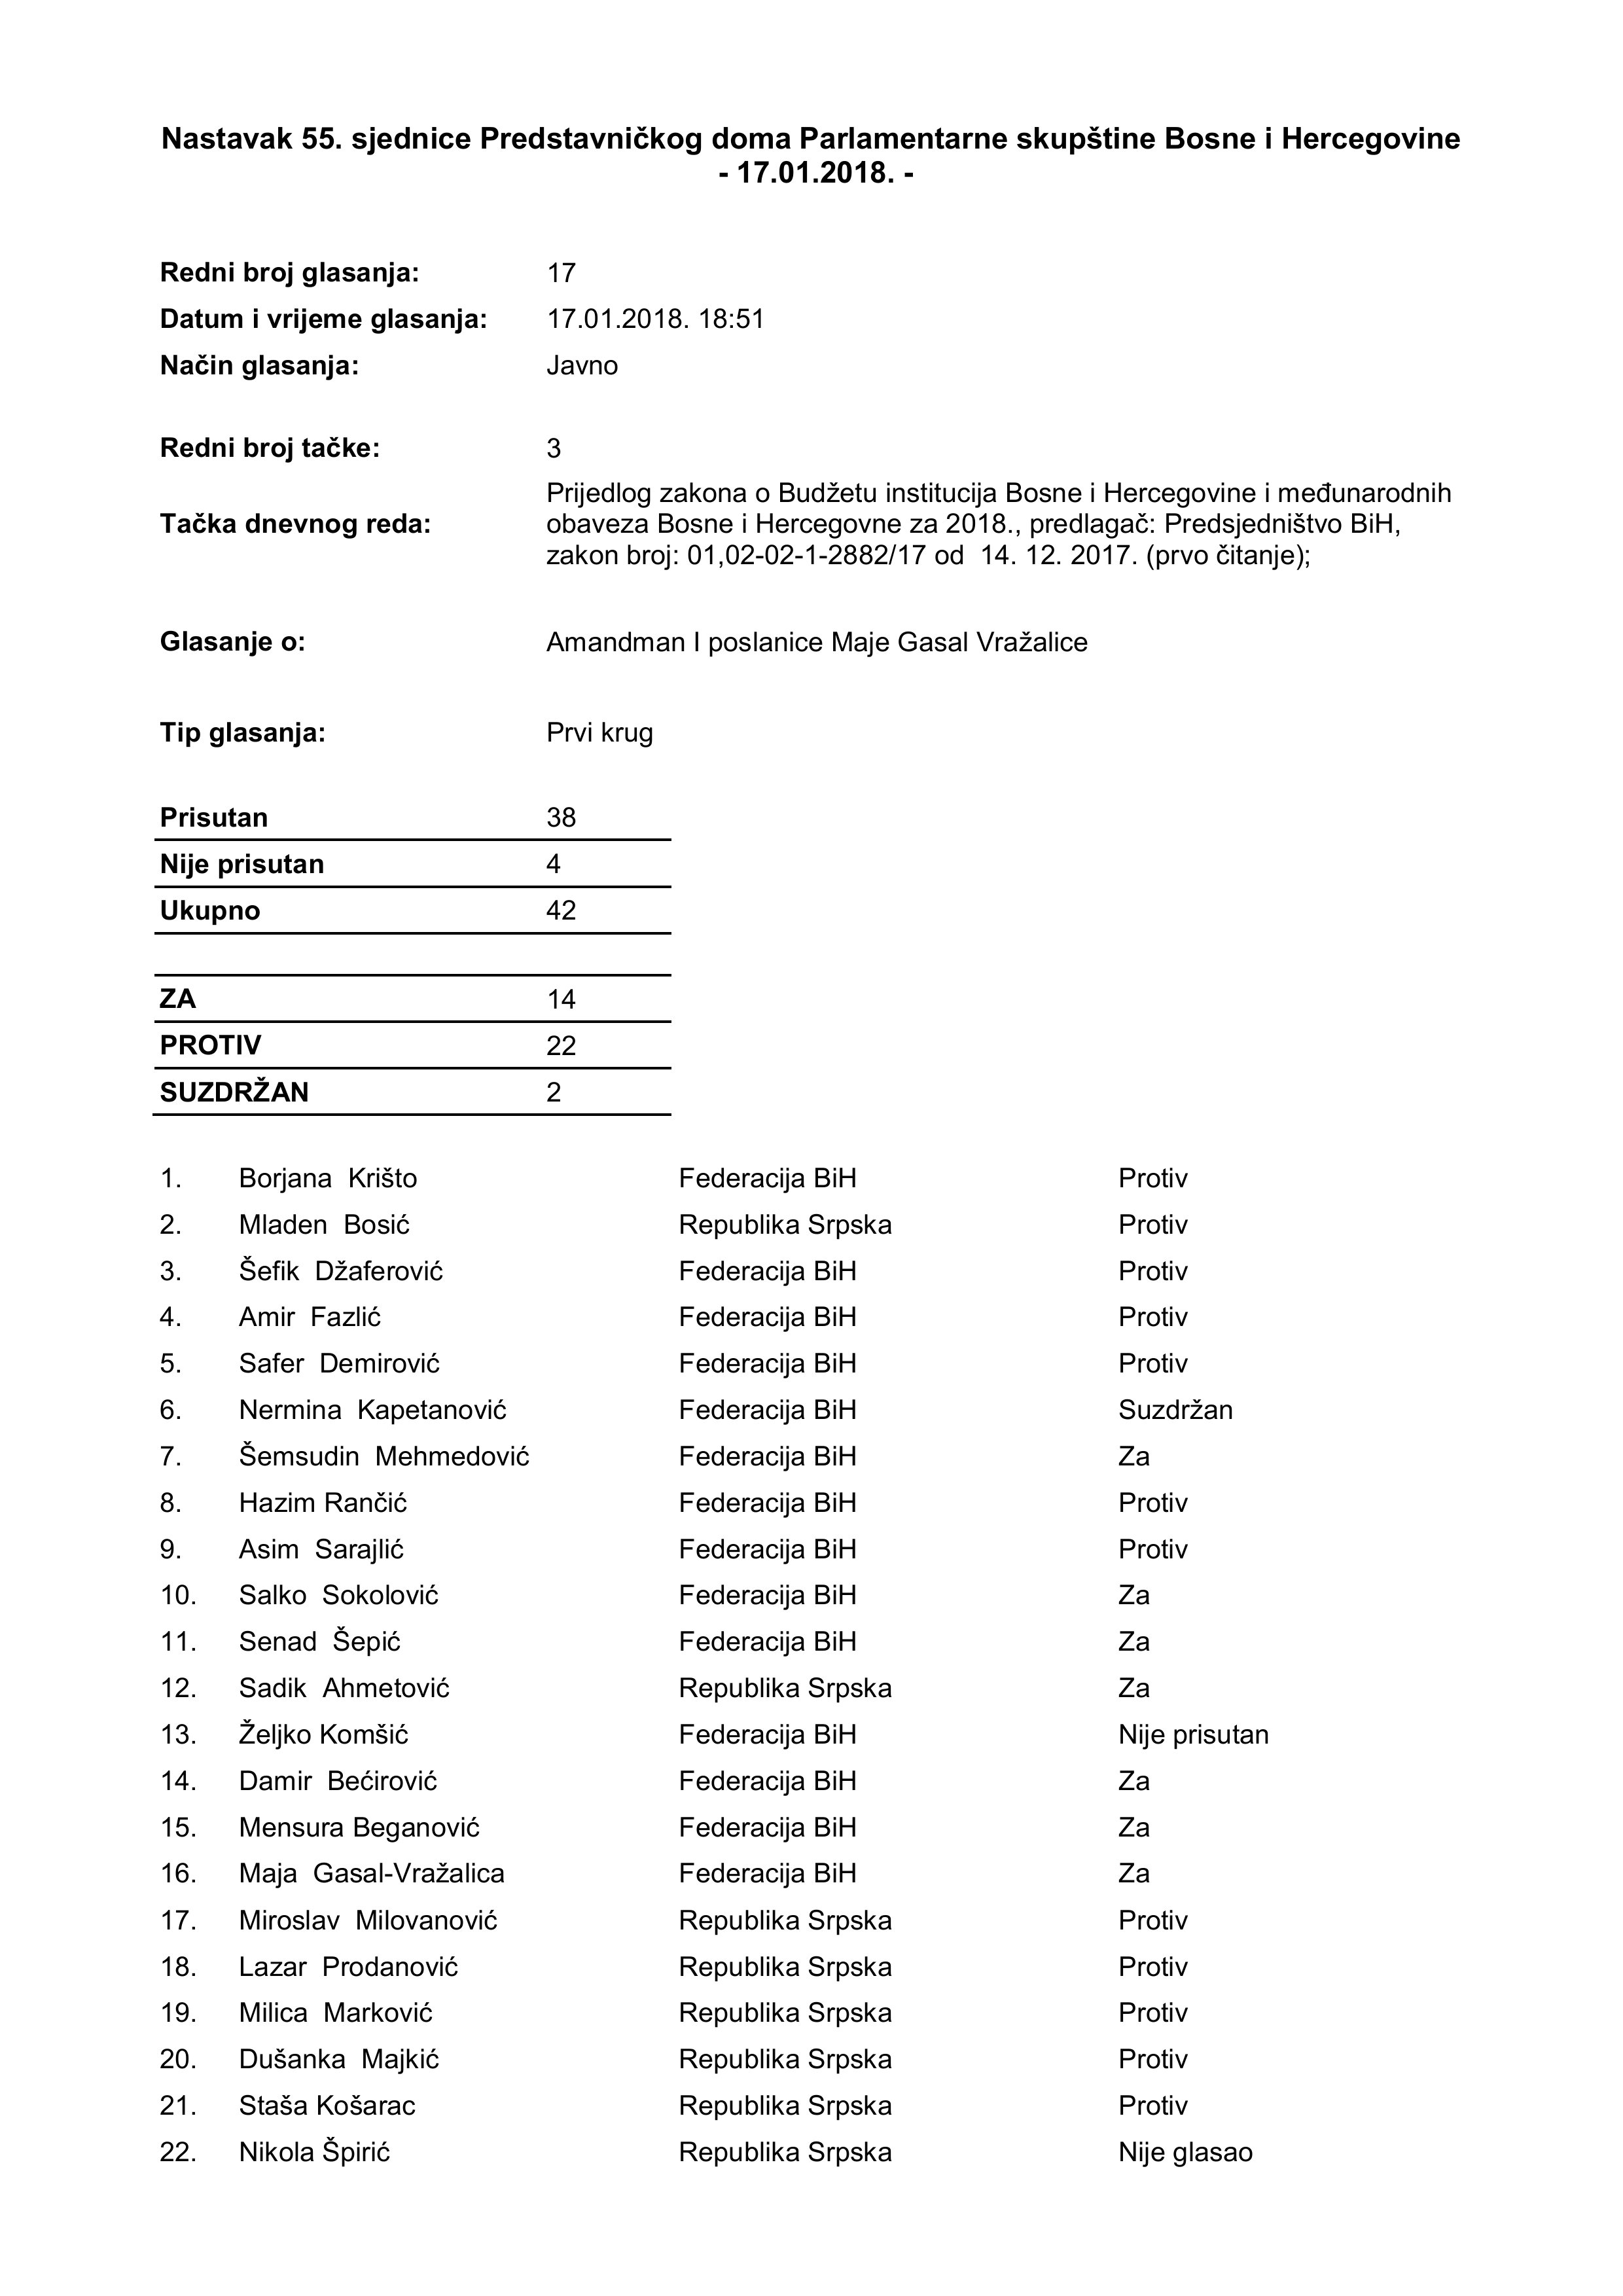 Nastavak 55. sjednice Predstavničkog doma Parlamentarne skupštine Bosne i Hercegovine
- 17.01.2018. -
Redni broj glasanja: 17
Datum i vrijeme glasanja: 17.01.2018. 18:51
Način glasanja: Javno
Redni broj tačke: 3
Tačka dnevnog reda: Prijedlog zakona o Budžetu institucija Bosne i Hercegovine i međunarodnih
obaveza Bosne i Hercegovne za 2018., predlagač: Predsjedništvo BiH,
zakon broj: 01,02-02-1-2882/17 od  14. 12. 2017. (prvo čitanje);
Glasanje o: Amandman I poslanice Maje Gasal Vražalice
Tip glasanja: Prvi krug
Prisutan 38
Nije prisutan 4
Ukupno 42
ZA 14
PROTIV 22
SUZDRŽAN 2
1. Borjana  Krišto Federacija BiH Protiv
2. Mladen  Bosić Republika Srpska Protiv
3. Šefik  Džaferović Federacija BiH Protiv
4. Amir  Fazlić Federacija BiH Protiv
5. Safer  Demirović Federacija BiH Protiv
6. Nermina  Kapetanović Federacija BiH Suzdržan
7. Šemsudin  Mehmedović Federacija BiH Za
8. Hazim Rančić Federacija BiH Protiv
9. Asim  Sarajlić Federacija BiH Protiv
10. Salko  Sokolović Federacija BiH Za
11. Senad  Šepić Federacija BiH Za
12. Sadik  Ahmetović Republika Srpska Za
13. Željko Komšić Federacija BiH Nije prisutan
14. Damir  Bećirović Federacija BiH Za
15. Mensura Beganović Federacija BiH Za
16. Maja  Gasal-Vražalica Federacija BiH Za
17. Miroslav  Milovanović Republika Srpska Protiv
18. Lazar  Prodanović Republika Srpska Protiv
19. Milica  Marković Republika Srpska Protiv
20. Dušanka  Majkić Republika Srpska Protiv
21. Staša Košarac Republika Srpska Protiv
22. Nikola Špirić Republika Srpska Nije glasao